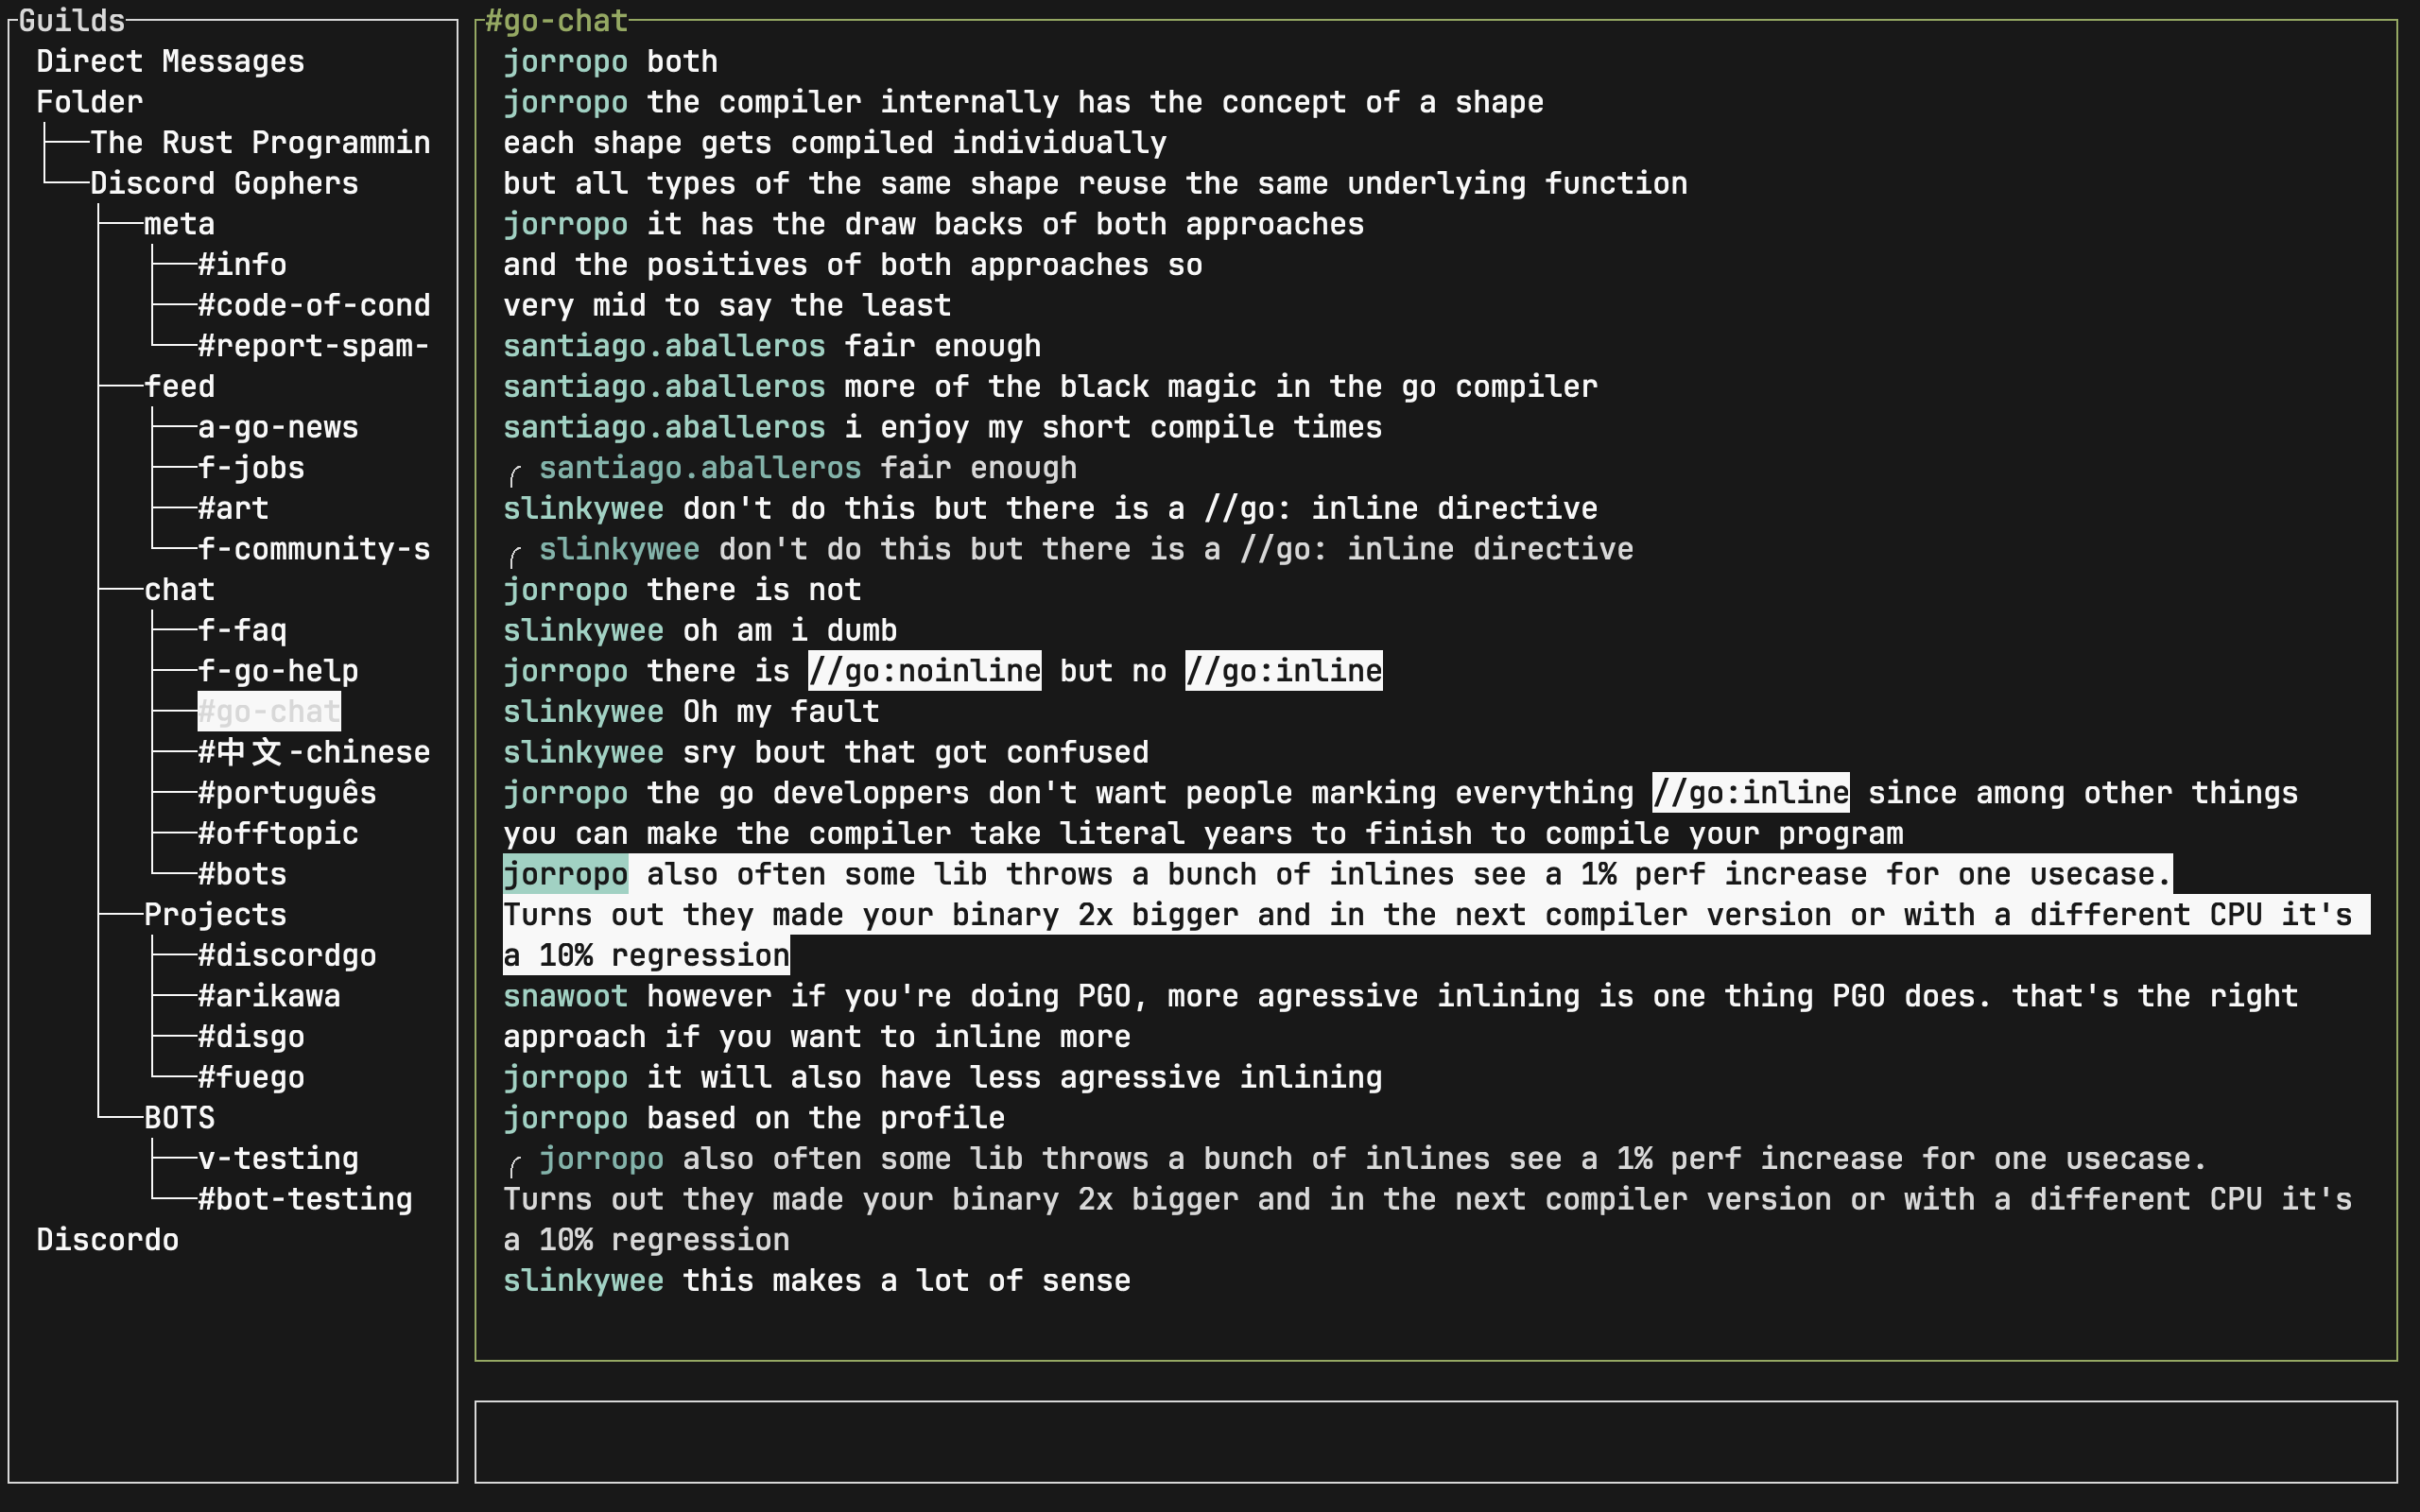 Guilds
Direct Messages
Folder
The Rust Programmin
Discord Gophers
meta
#info
#code-of-cond
#report-spam-
feed
a-go-news
f-jobs
#art
f-community-s
chat
f-faq
f-go-help
#go-chat
#中文-chinese
#português
#offtopic
#bots
Projects
#discordgo
#arikawa
#disgo
#fuego
BOTS
v-testing
#bot-testing
Discordo
#go-chat
jorropo both
jorropo the compiler internally has the concept of a shape
each shape gets compiled individually
but all types of the same shape reuse the same underlying function
jorropo it has the draw backs of both approaches
and the positives of both approaches so
very mid to say the least
santiago.aballeros fair enough
santiago.aballeros more of the black magic in the go compiler
santiago.aballeros i enjoy my short compile times
╭ santiago.aballeros fair enough
slinkywee don't do this but there is a //go: inline directive
╭ slinkywee don't do this but there is a //go: inline directive
jorropo there is not
slinkywee oh am i dumb
jorropo there is //go:noinline but no //go:inline
slinkywee Oh my fault
slinkywee sry bout that got confused
jorropo the go developpers don't want people marking everything //go:inline since among other things
you can make the compiler take literal years to finish to compile your program
jorropo also often some lib throws a bunch of inlines see a 1% perf increase for one usecase.
Turns out they made your binary 2x bigger and in the next compiler version or with a different CPU it's
a 10% regression
snawoot however if you're doing PGO, more agressive inlining is one thing PGO does. that's the right
approach if you want to inline more
jorropo it will also have less agressive inlining
jorropo based on the profile
╭ jorropo also often some lib throws a bunch of inlines see a 1% perf increase for one usecase.
Turns out they made your binary 2x bigger and in the next compiler version or with a different CPU it's
a 10% regression
slinkywee this makes a lot of sense